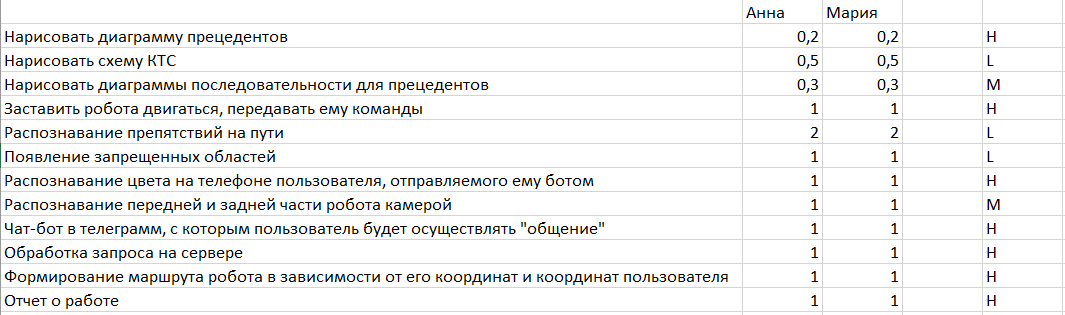 Анна Мария
Нарисовать диаграмму прецедентов 0,2 0,2 H
Нарисовать схему КТС 0,5 0,5 L
Нарисовать диаграммы последовательности для прецедентов 0,3 0,3 M
Заставить робота двигаться, передавать ему команды 1 1 H
Распознавание препятствий на пути 2 2 L
Появление запрещенных областей 1 1 L
Распознавание цвета на телефоне пользователя, отправляемого ему ботом 1 1 H
Распознавание передней и задней части робота камерой 1 1 M
Чат-бот в телеграмм, с которым пользователь будет осуществлять "общение" 1 1 H
Обработка запроса на сервере 1 1 H
Формирование маршрута робота в зависимости от его координат и координат пользователя 1 1 H
Отчет о работе 1 1 H